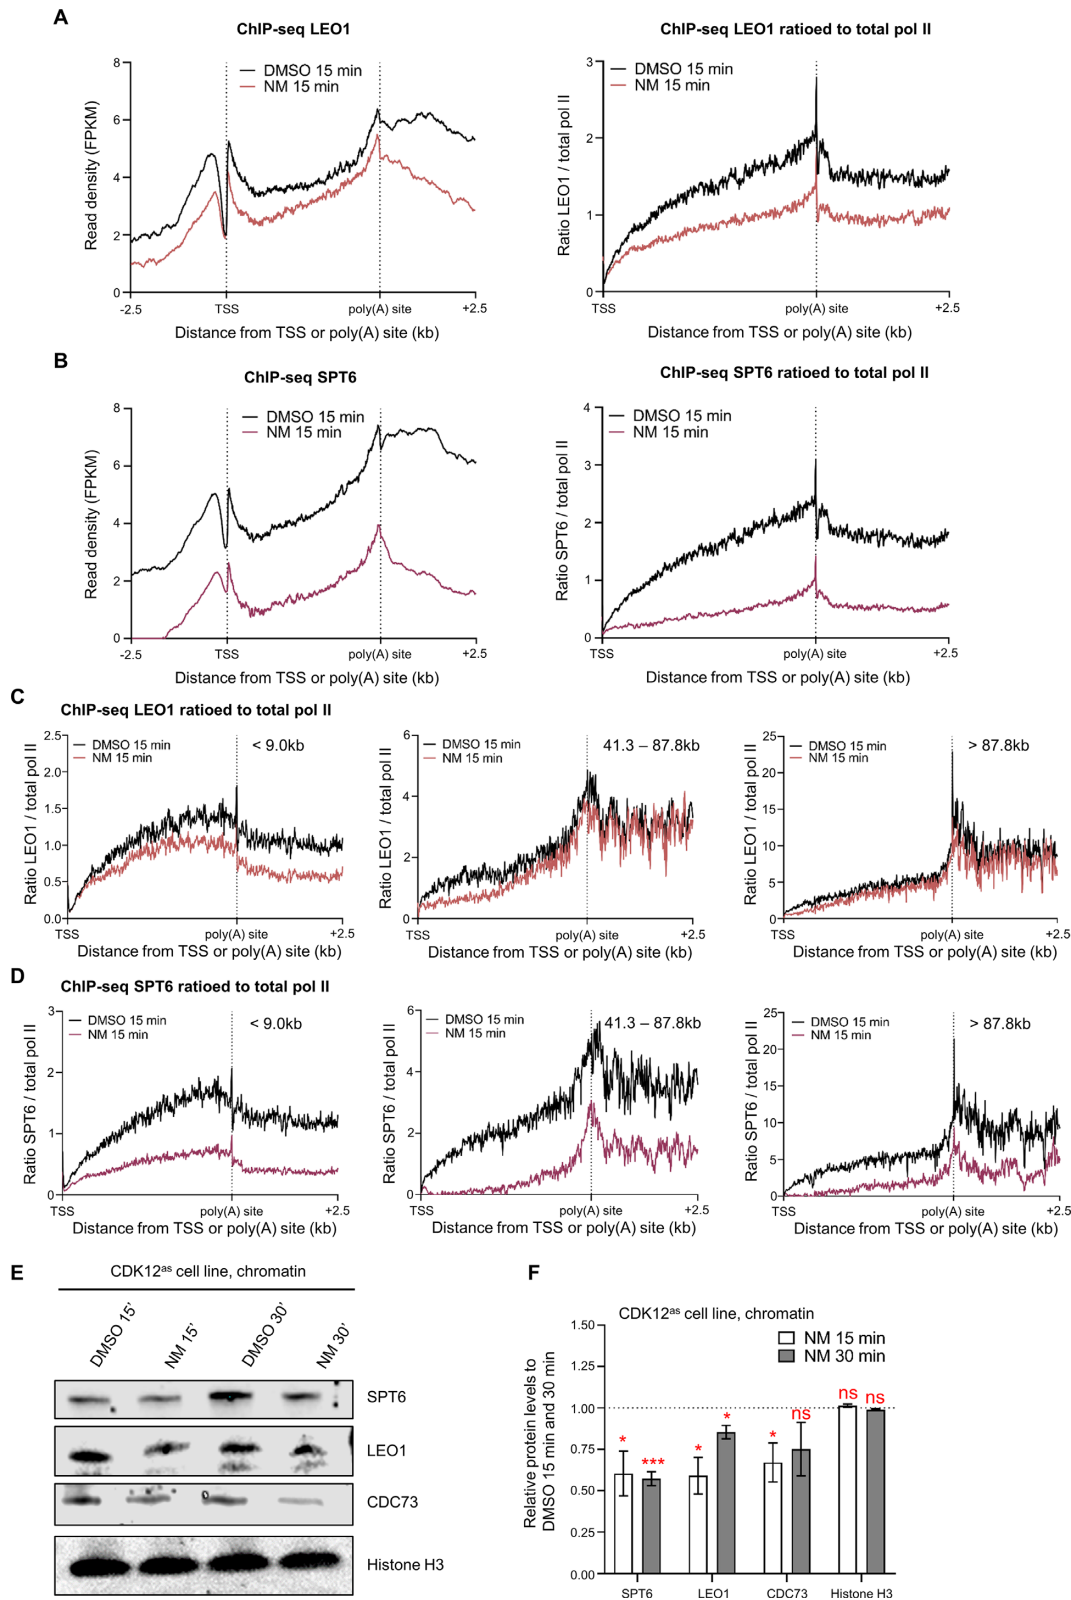 A
ChIP-seq LEO1
ChIP-seq LEO1 ratioed to total pol II
Read density (FPKM)
8
6
4
2
0
DMSO 15 min
NM 15 min
-2.5
TSS
poly(A) site
+2.5
Distance from TSS or poly(A) site (kb)
Ratio LEO1 / total pol II
3
2
1
0
DMSO 15 min
NM 15 min
TSS
poly(A) site
+2.5
Distance from TSS or poly(A) site (kb)
B
ChIP-seq SPT6
ChIP-seq SPT6 ratioed to total pol II
Read density (FPKM)
8
6
4
2
0
DMSO 15 min
NM 15 min
-2.5
TSS
poly(A) site
+2.5
Distance from TSS or poly(A) site (kb)
Ratio SPT6 / total pol II
4
3
2
1
0
DMSO 15 min
NM 15 min
TSS
poly(A) site
+2.5
Distance from TSS or poly(A) site (kb)
C
ChIP-seq LEO1 ratioed to total pol II
Ratio LEO1 / total pol II
2.5
2.0
1.5
1.0
0.5
0.0
DMSO 15 min
NM 15 min
< 9.0kb
TSS
poly(A) site
+2.5
Distance from TSS or poly(A) site (kb)
Ratio LEO1 / total pol II
6
4
2
0
DMSO 15 min
NM 15 min
41.3 – 87.8kb
TSS
poly(A) site
+2.5
Distance from TSS or poly(A) site (kb)
Ratio LEO1 / total pol II
25
20
15
10
5
0
DMSO 15 min
NM 15 min
> 87.8kb
TSS
poly(A) site
+2.5
Distance from TSS or poly(A) site (kb)
D
ChIP-seq SPT6 ratioed to total pol II
Ratio SPT6 / total pol II
3
2
1
0
DMSO 15 min
NM 15 min
< 9.0kb
TSS
poly(A) site
+2.5
Distance from TSS or poly(A) site (kb)
Ratio SPT6 / total pol II
6
4
2
0
DMSO 15 min
NM 15 min
41.3 – 87.8kb
TSS
poly(A) site
+2.5
Distance from TSS or poly(A) site (kb)
Ratio SPT6 / total pol II
25
20
15
10
5
0
DMSO 15 min
NM 15 min
> 87.8kb
TSS
poly(A) site
+2.5
Distance from TSS or poly(A) site (kb)
E
CDK12as cell line, chromatin
DMSO 15'
NM 15'
DMSO 30'
NM 30'
SPT6
LEO1
CDC73
Histone H3
F
CDK12as cell line, chromatin
Relative protein levels to
DMSO 15 min and 30 min
1.50
1.25
1.00
0.75
0.50
0.25
0.00
NM 15 min
NM 30 min
*
***
*
*
*
ns
ns
ns
SPT6
LEO1
CDC73
Histone H3